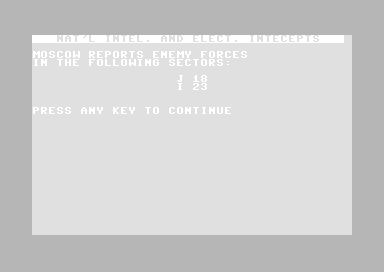 NAT'L INTEL. AND ELECT. INTECEPTS
MOSCOW REPORTS ENEMY FORCES
IN THE FOLLOWING SECTORS:
J 18
I 23
PRESS ANY KEY TO CONTINUE